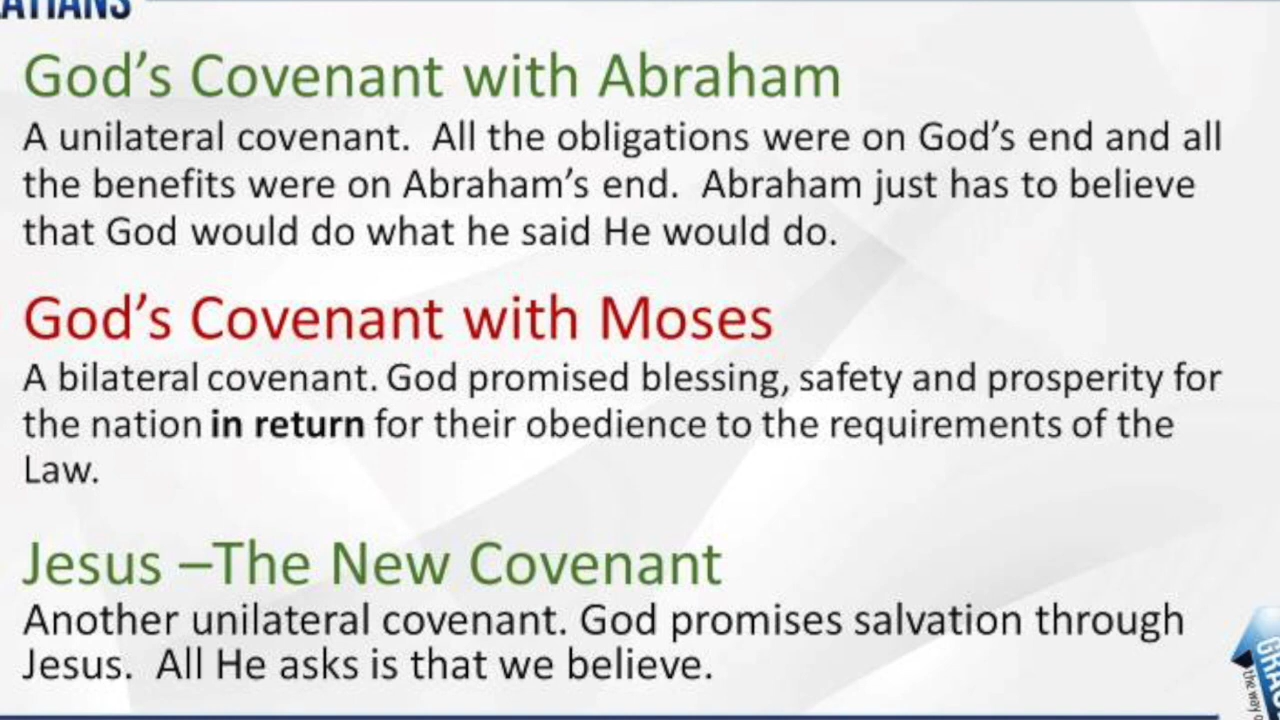 God's Covenant with Abraham
A unilateral covenant.  All the obligations were on God's end and all
the benefits were on Abraham's end.  Abraham just has to believe
that God would do what he said He would do.
God's Covenant with Moses
A bilateral covenant. God promised blessing, safety and prosperity for
the nation in return for their obedience to the requirements of the
Law.
Jesus –The New Covenant
Another unilateral covenant. God promises salvation through
Jesus.  All He asks is that we believe.
the way